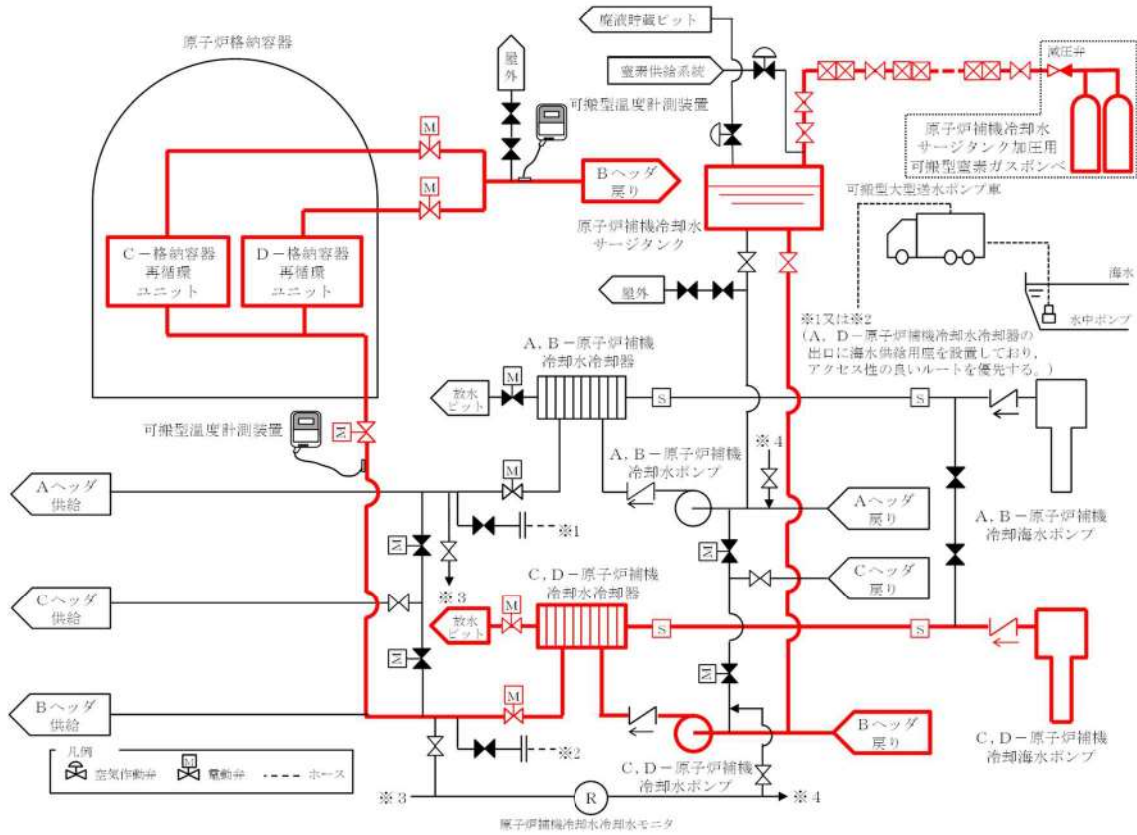 原子炉格納容器
屋外
可搬型温度計測装置
廃液貯蔵ピット
窒素供給系統
減圧弁
原子炉補機冷却水
サージタンク加圧用
可搬型窒素ガスボンベ
M
M
Bヘッダ
戻り
原子炉補機冷却水
サージタンク
可搬型大型送水ポンプ車
海水
水中ポンプ
C-格納容器
再循環
ユニット
D-格納容器
再循環
ユニット
屋外
※1又は※2
(A,D-原子炉補機冷却水冷却器の
出口に海水供給用座を設置しており,
アクセス性の良いルートを優先する。)
A,B-原子炉補機
冷却水冷却器
放水
ピット
M
S
S
可搬型温度計測装置
M
※4
A,B-原子炉補機
冷却水ポンプ
Aヘッダ
供給
M
Aヘッダ
戻り
A,B-原子炉補機
冷却海水ポンプ
※1
M
M
※3
C,D-原子炉補機
冷却水冷却器
Cヘッダ
戻り
Cヘッダ
供給
放水
ピット
M
S
S
M
M
Bヘッダ
供給
M
Bヘッダ
戻り
C,D-原子炉補機
冷却海水ポンプ
※2
C,D-原子炉補機
冷却水ポンプ
凡例
空気作動弁
M
電動弁
ホース
※3
R
※4
原子炉補機冷却水冷却水モニタ